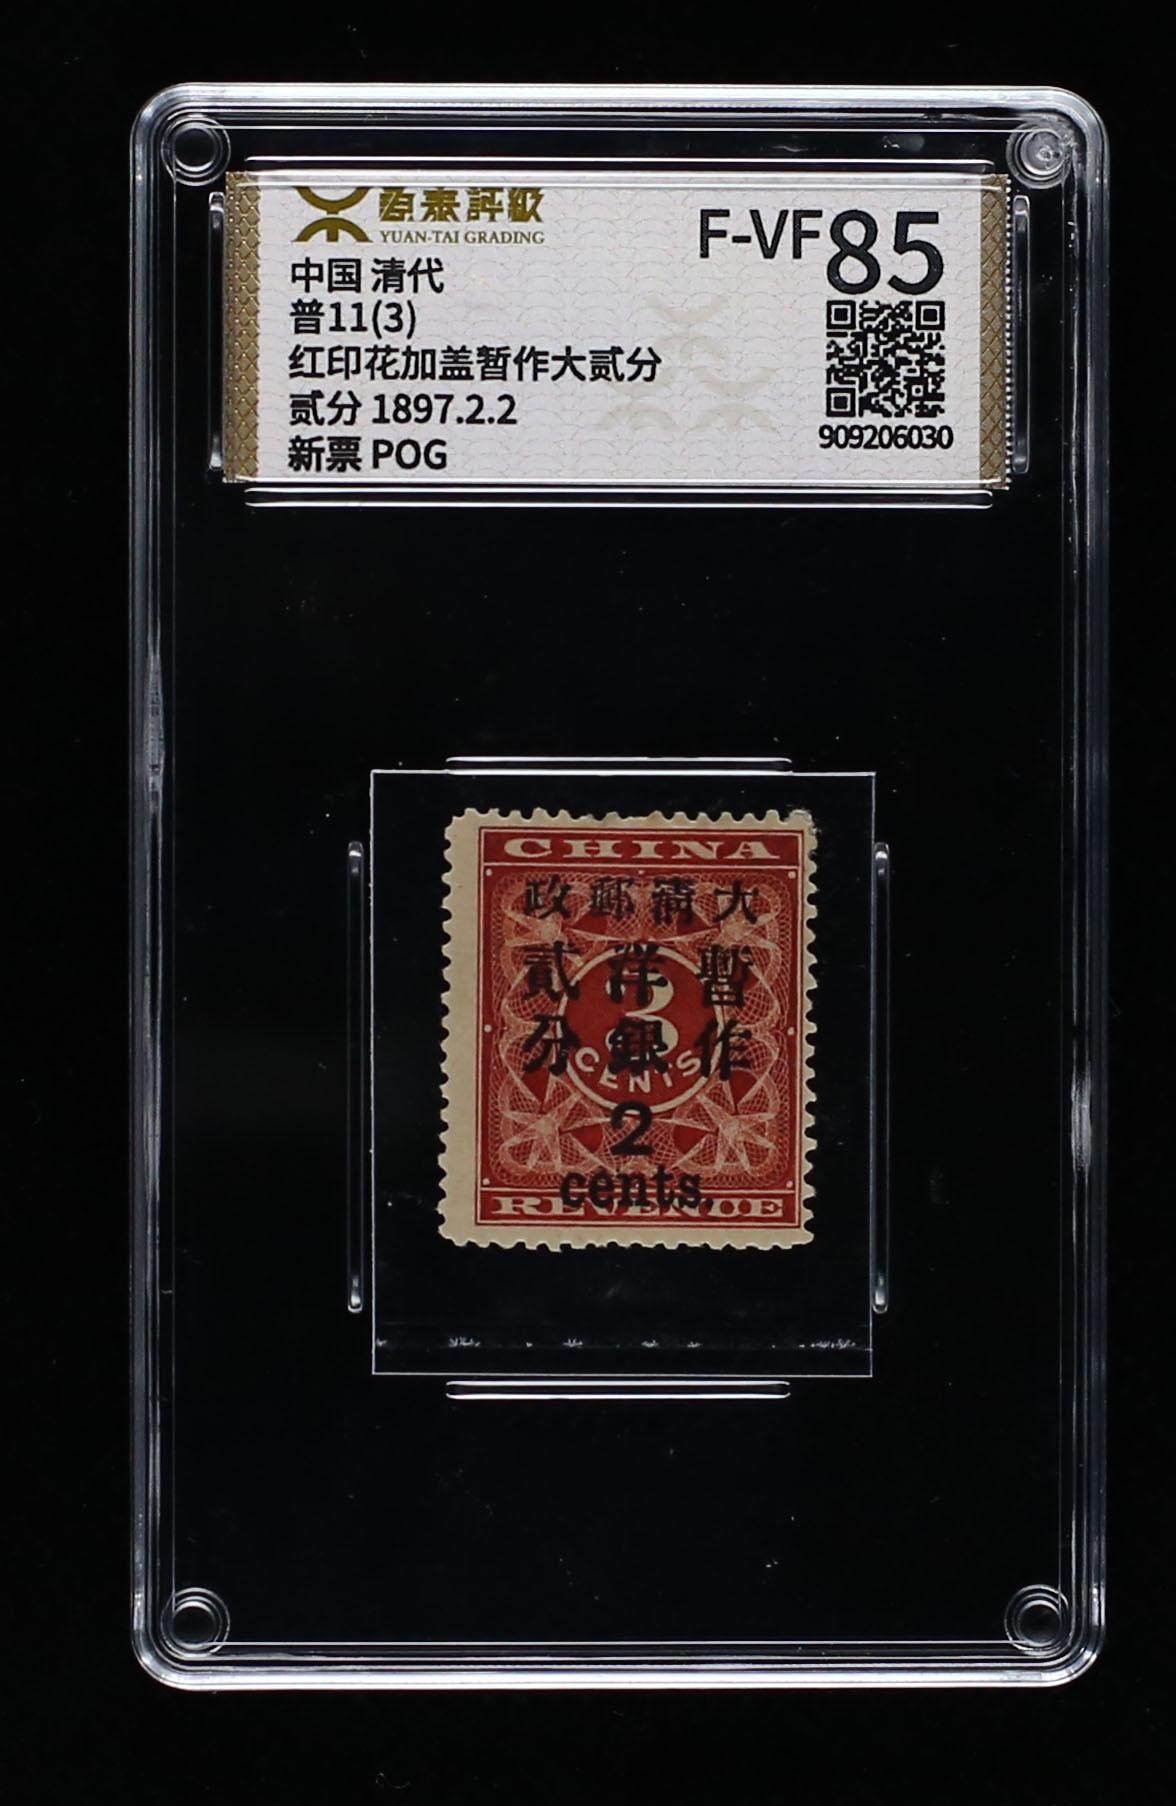 源泰評級
YUAN-TAI GRADING
F-VF85
中国 清代
普11(3)
红印花加盖暂作大贰分
贰分 1897.2.2
新票 POG
909206030
CHINA
政郵清大
貳洋暫
分銀作
3
CENTS
2
cents.
REVENUE